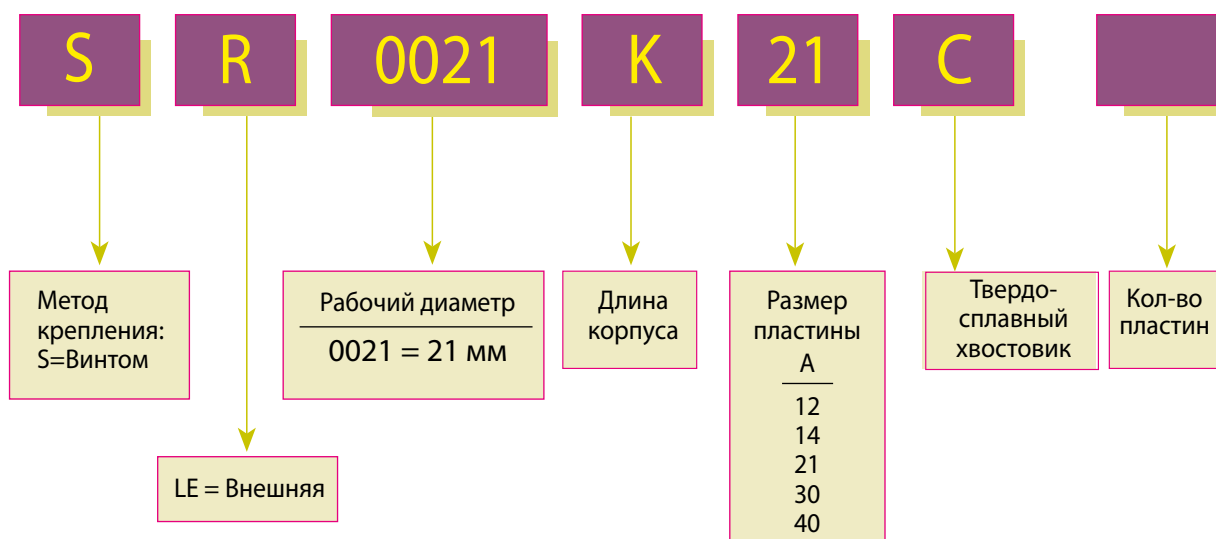 S R 0021 K 21 C
Метод
крепления:
S=Винтом
LE = Внешняя
Рабочий диаметр
0021 = 21 мм
Длина
корпуса
Размер
пластины
A
12
14
21
30
40
Твердо-
сплавный
хвостовик
Кол-во
пластин